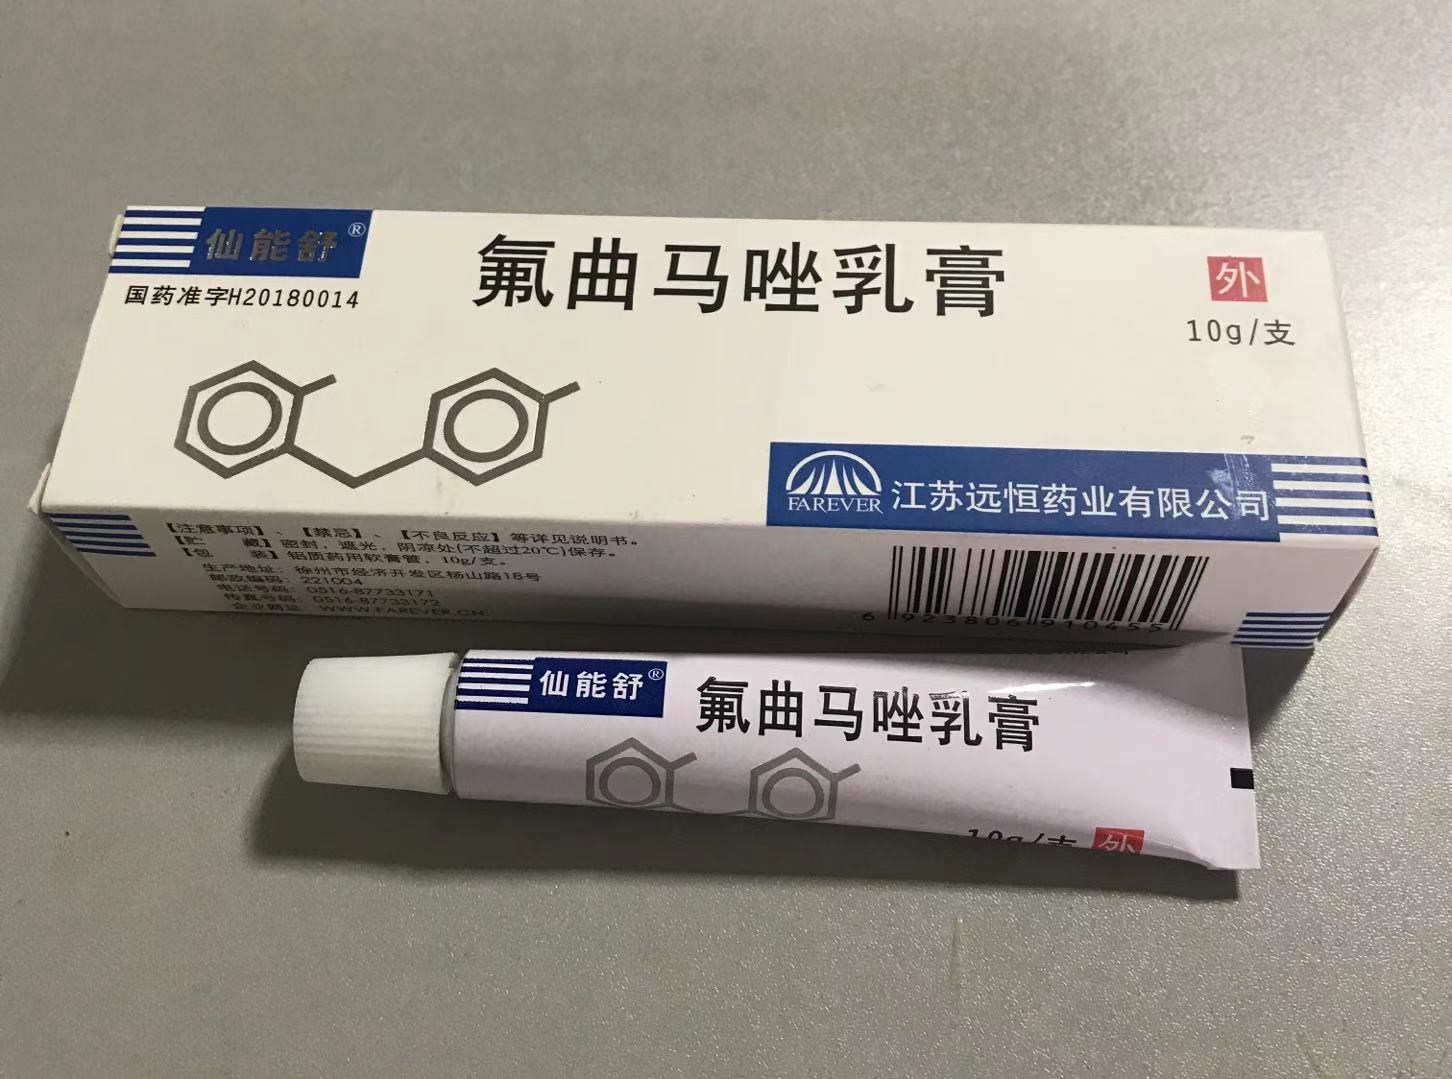 仙能舒®
国药准字H20180014
氟曲马唑乳膏
外
10g/支
FAREVER
江苏远恒药业有限公司
【注意事项】、【禁忌】、【不良反应】等详见说明书。
【贮　　藏】密封，遮光，阴凉处(不超过20℃)保存。
【包　　装】铝质药用软膏管，10g/支。
生产地址：徐州市经济开发区杨山路18号
邮政编码：221004
电话号码：0516-87733171
传真号码：0516-87733172
企业网址：WWW.FAREVER.CN
6 923806 910455
仙能舒®
氟曲马唑乳膏
10g/支
外